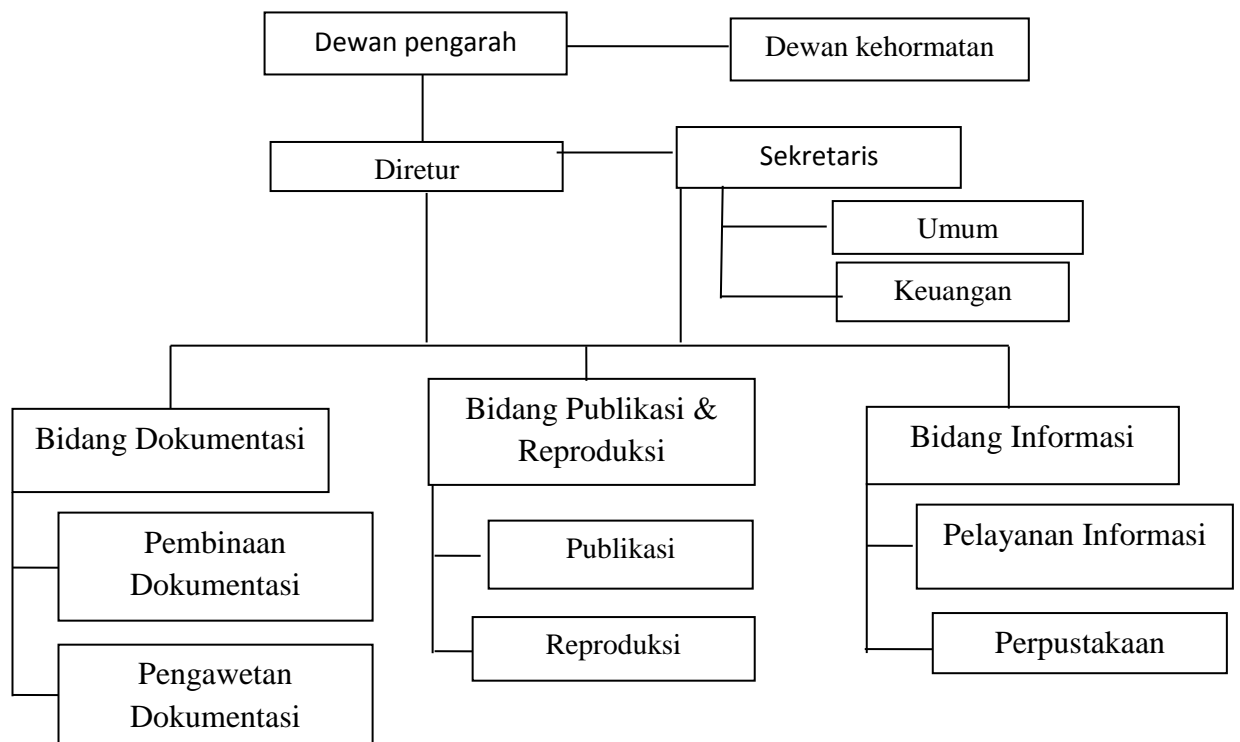 Dewan pengarah
Dewan kehormatan
Diretur
Sekretaris
Umum
Keuangan
Bidang Dokumentasi
Bidang Publikasi &
Reproduksi
Bidang Informasi
Pembinaan
Dokumentasi
Publikasi
Pelayanan Informasi
Reproduksi
Perpustakaan
Pengawetan
Dokumentasi